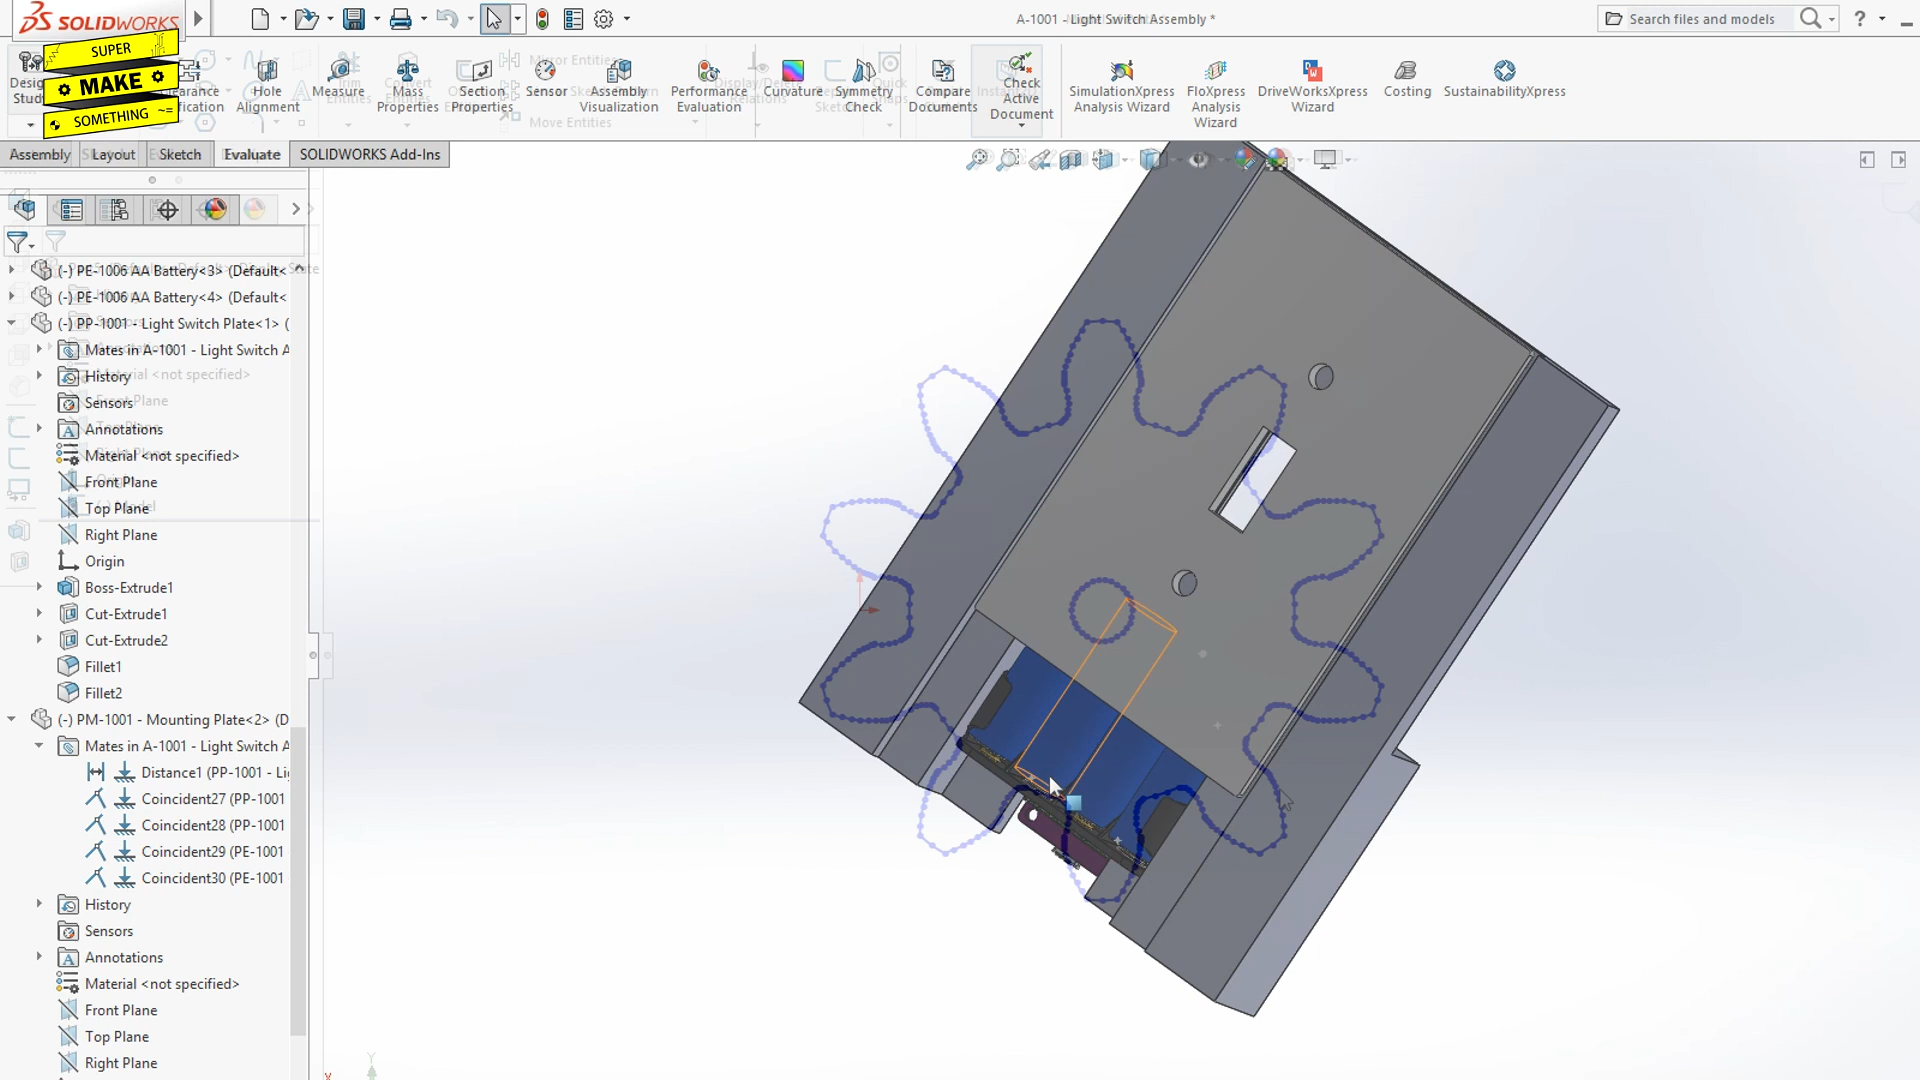 SOLIDWORKS
A-1001 - Light Switch Assembly *
Search files and models
?
SUPER
MAKE
SOMETHING
Hole
Alignment
Measure
Mass
Properties
Section
Properties
Sensor
Assembly
Visualization
Performance
Evaluation
Curvature
Symmetry
Check
Compare
Documents
Check
Active
Document
SimulationXpress
Analysis Wizard
FloXpress
Analysis
Wizard
DriveWorksXpress
Wizard
Costing
SustainabilityXpress
Mirror Entities
Move Entities
Convert
Entities
Assembly
Layout
Sketch
Evaluate
SOLIDWORKS Add-Ins
(-) PE-1006 AA Battery<3> (Default<
(-) PE-1006 AA Battery<4> (Default<
(-) PP-1001 - Light Switch Plate<1> (
Mates in A-1001 - Light Switch A
History
Sensors
Annotations
Material <not specified>
Front Plane
Top Plane
Right Plane
Origin
Boss-Extrude1
Cut-Extrude1
Cut-Extrude2
Fillet1
Fillet2
(-) PM-1001 - Mounting Plate<2> (D
Mates in A-1001 - Light Switch A
Distance1 (PP-1001 - Li
Coincident27 (PP-1001
Coincident28 (PP-1001
Coincident29 (PE-1001
Coincident30 (PE-1001
History
Sensors
Annotations
Material <not specified>
Front Plane
Top Plane
Right Plane
Y
X